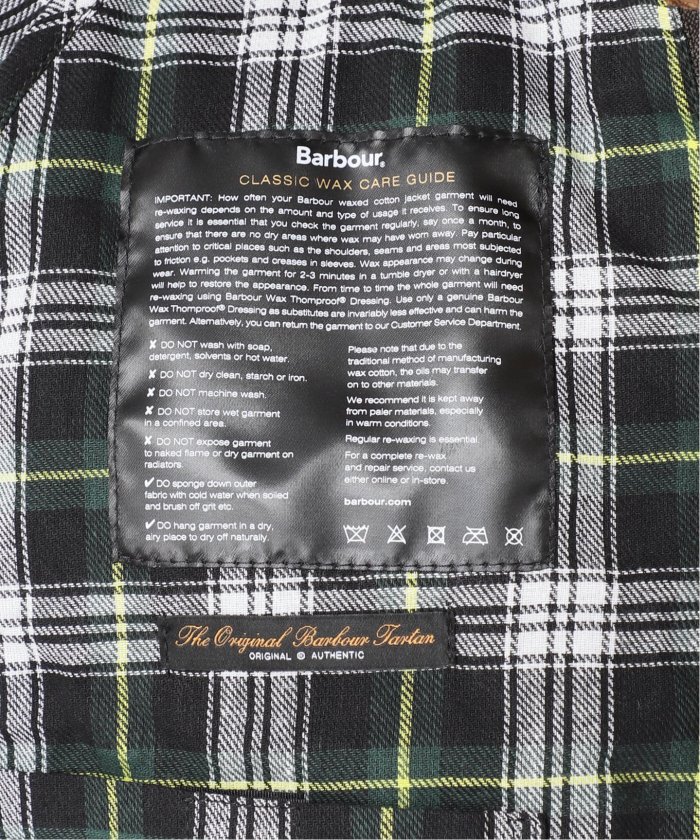 Barbour.
CLASSIC WAX CARE GUIDE
IMPORTANT: How often your Barbour waxed cotton jacket garment will need
re-waxing depends on the amount and type of usage it receives. To ensure long
service it is essential that you check the garment regularly, say once a month, to
ensure that there are no dry areas where wax may have worn away. Pay particular
attention to critical places such as the shoulders, seams and areas most subjected
to friction e.g. pockets and creases in sleeves. Wax appearance may change during
wear. Warming the garment for 2-3 minutes in a tumble dryer or with a hairdryer
will help to restore the appearance. From time to time the whole garment will need
re-waxing using Barbour Wax Thornproof® Dressing. Use only a genuine Barbour
Wax Thornproof® Dressing as substitutes are invariably less effective and can harm the
garment. Alternatively, you can return the garment to our Customer Service Department.
✘ DO NOT wash with soap,
detergent, solvents or hot water.
✘ DO NOT dry clean, starch or iron.
✘ DO NOT machine wash.
✘ DO NOT store wet garment
in a confined area.
✘ DO NOT expose garment
to naked flame or dry garment on
radiators.
✔ DO sponge down outer
fabric with cold water when soiled
and brush off grit etc.
✔ DO hang garment in a dry,
airy place to dry off naturally.
Please note that due to the
traditional method of manufacturing
wax cotton, the oils may transfer
on to other materials.
We recommend it is kept away
from paler materials, especially
in warm conditions.
Regular re-waxing is essential.
For a complete re-wax
and repair service, contact us
either online or in-store.
barbour.com
The Original Barbour Tartan
ORIGINAL & AUTHENTIC